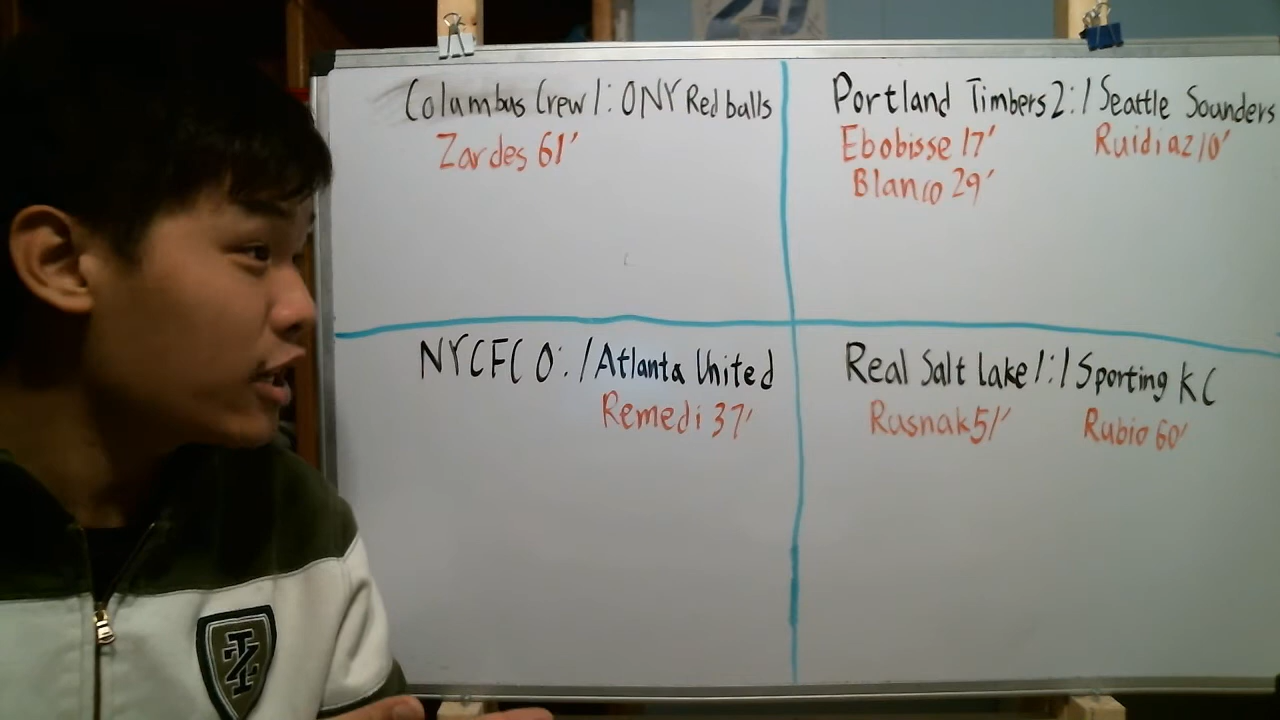 Columbus Crew 1:0 NY Red balls
Zardes 61'
Portland Timbers 2:1 Seattle Sounders
Ebobisse 17' Ruidiaz 10'
Blanco 29'
NYCFC 0:1 Atlanta United
Remedi 37'
Real Salt Lake 1:1 Sporting KC
Rusnak 51' Rubio 60'